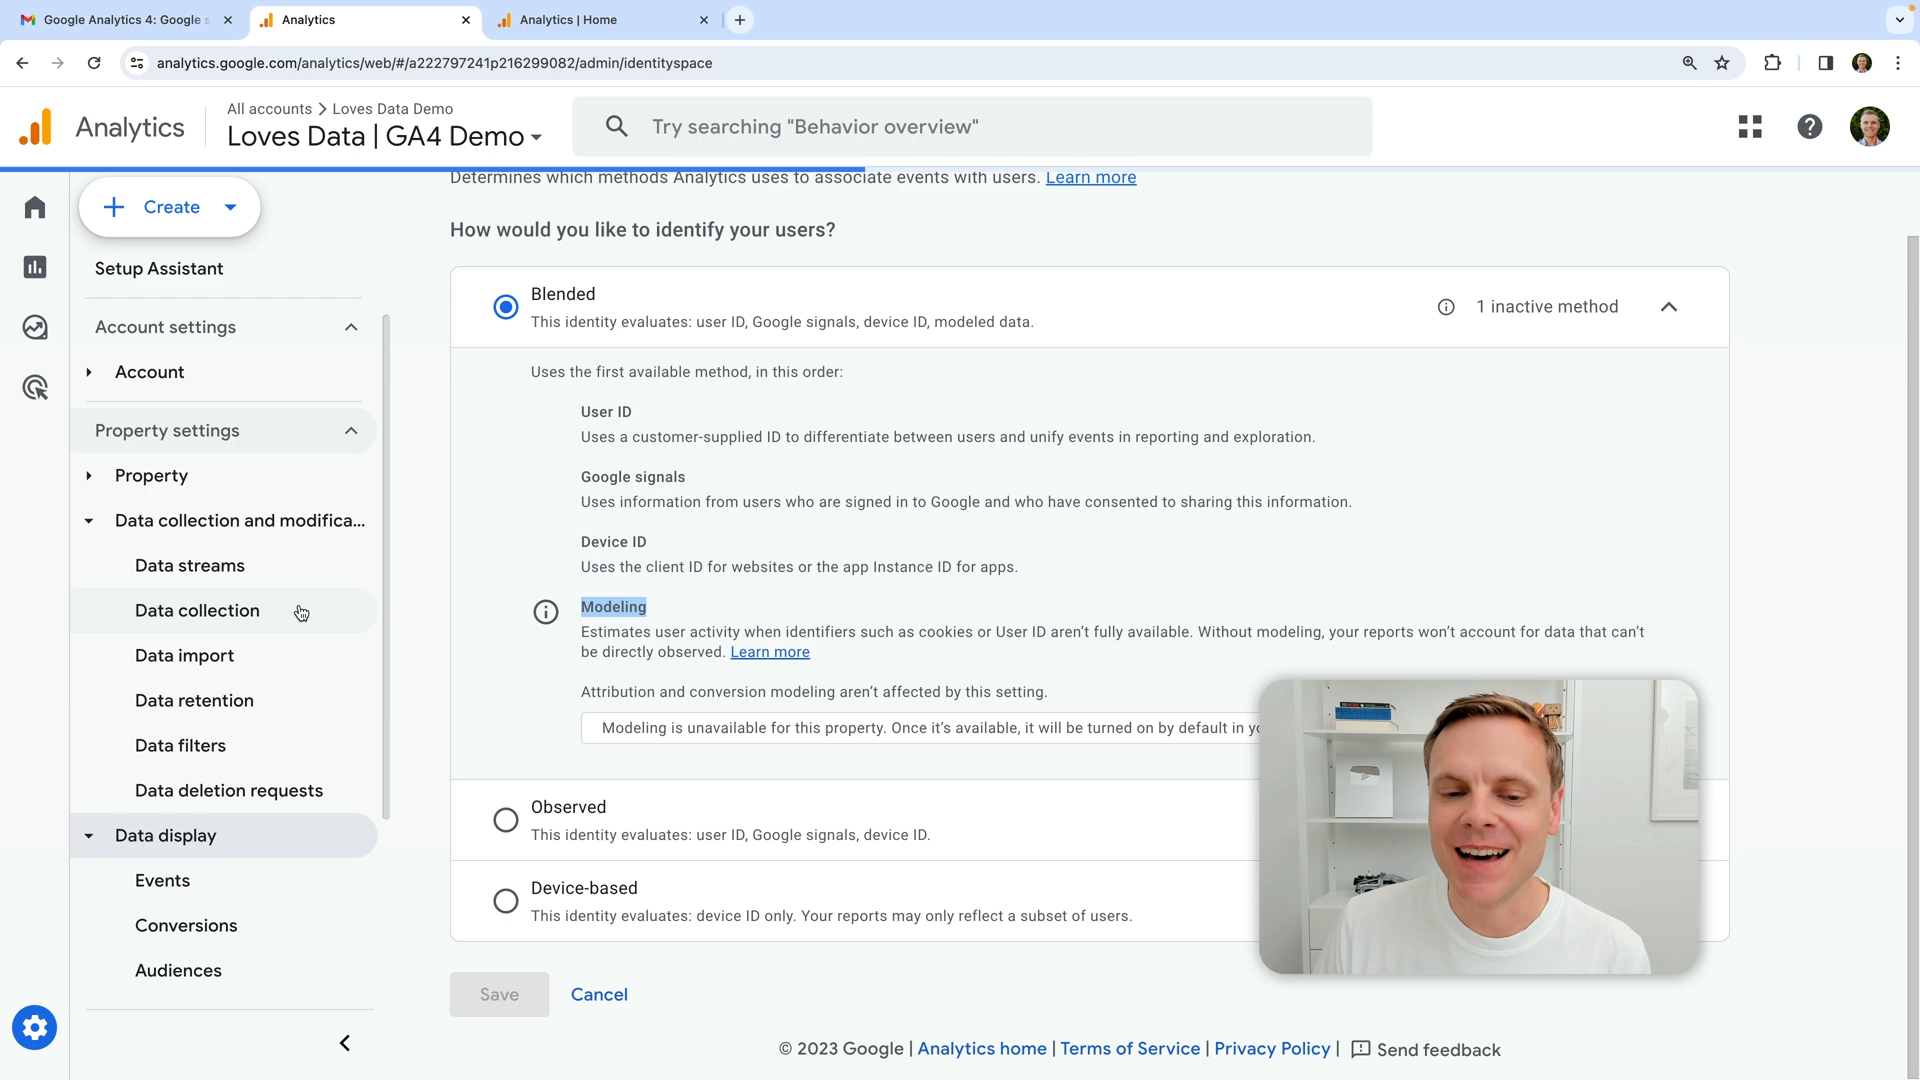 Google Analytics 4: Google s
Analytics
Analytics | Home
analytics.google.com/analytics/web/#/a222797241p216299082/admin/identityspace
Analytics
All accounts > Loves Data Demo
Loves Data | GA4 Demo
Try searching "Behavior overview"
Create
Setup Assistant
Account settings
Account
Property settings
Property
Data collection and modifica...
Data streams
Data collection
Data import
Data retention
Data filters
Data deletion requests
Data display
Events
Conversions
Audiences
Determines which methods Analytics uses to associate events with users. Learn more
How would you like to identify your users?
Blended
This identity evaluates: user ID, Google signals, device ID, modeled data.
1 inactive method
Uses the first available method, in this order:
User ID
Uses a customer-supplied ID to differentiate between users and unify events in reporting and exploration.
Google signals
Uses information from users who are signed in to Google and who have consented to sharing this information.
Device ID
Uses the client ID for websites or the app Instance ID for apps.
Modeling
Estimates user activity when identifiers such as cookies or User ID aren't fully available. Without modeling, your reports won't account for data that can't
be directly observed. Learn more
Attribution and conversion modeling aren't affected by this setting.
Modeling is unavailable for this property. Once it's available, it will be turned on by default in yo
Observed
This identity evaluates: user ID, Google signals, device ID.
Device-based
This identity evaluates: device ID only. Your reports may only reflect a subset of users.
Save
Cancel
© 2023 Google | Analytics home | Terms of Service | Privacy Policy | Send feedback